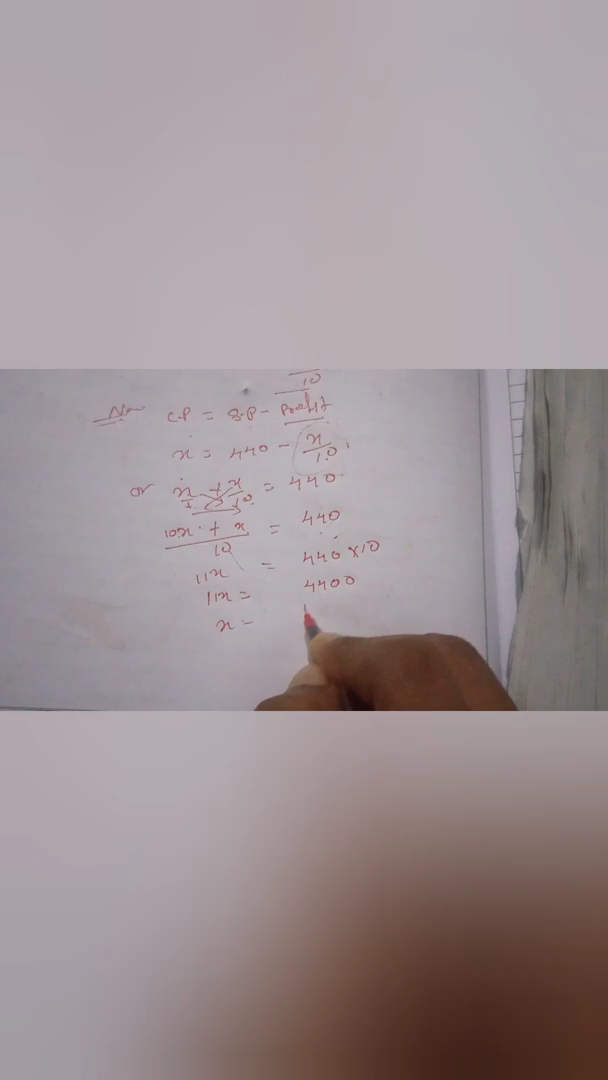 10
Now C.P = S.P - Profit
x = 440 - x/10
or x/1 + x/10 = 440
10x + x/10 = 440
11x = 440 x 10
11x = 4400
x =